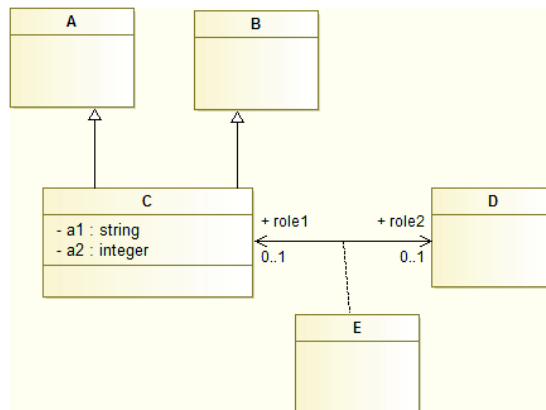 A
B
C
- a1 : string
- a2 : integer
+ role1
+ role2
0..1
0..1
D
E